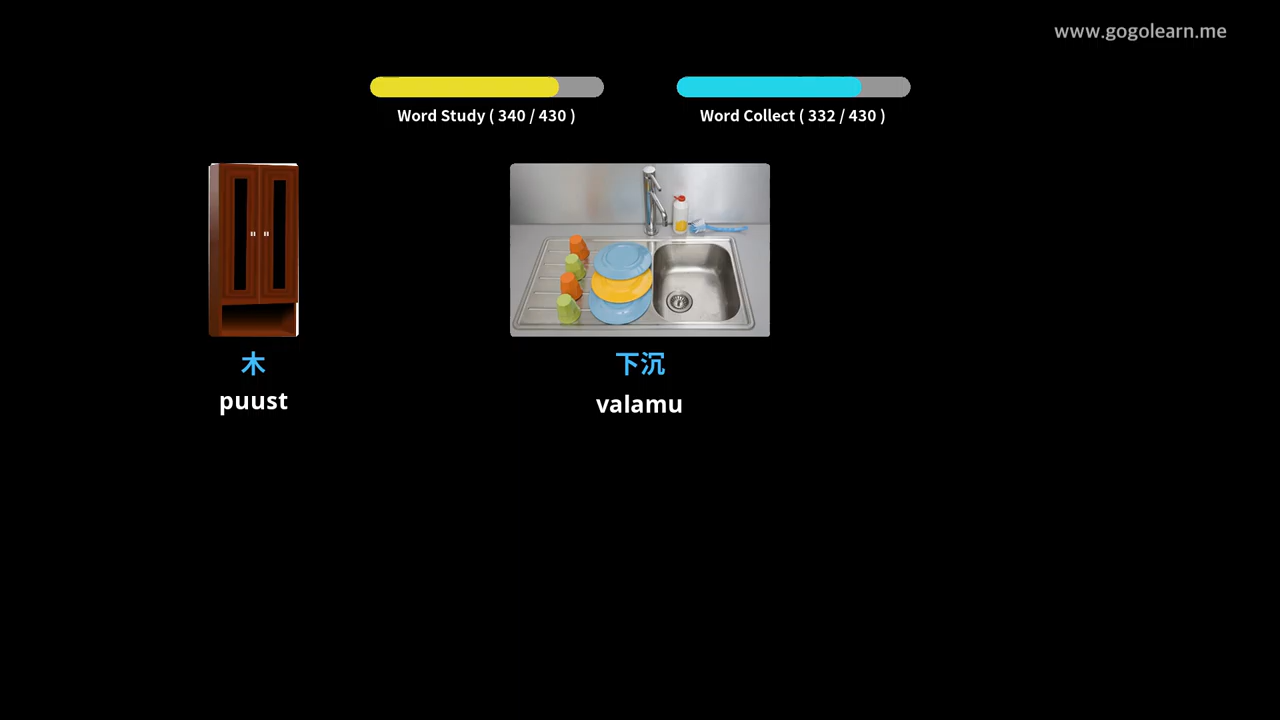 www.gogolearn.me
Word Study ( 340 / 430 )
Word Collect ( 332 / 430 )
木
puust
下沉
valamu